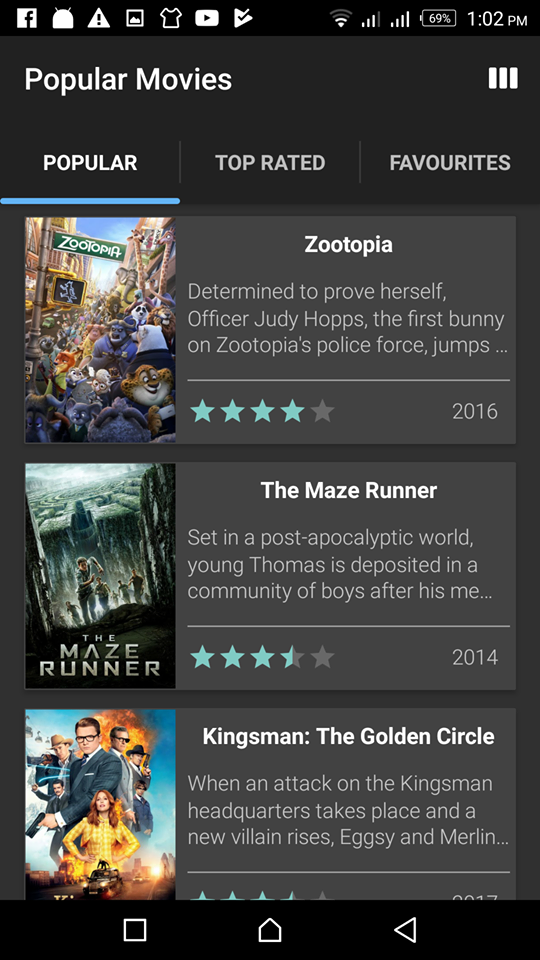 69% 1:02 PM
Popular Movies
POPULAR
TOP RATED
FAVOURITES
ZOOTOPIA
Zootopia
Determined to prove herself,
Officer Judy Hopps, the first bunny
on Zootopia's police force, jumps ...
2016
THE
MAZE
RUNNER
The Maze Runner
Set in a post-apocalyptic world,
young Thomas is deposited in a
community of boys after his me...
2014
Kingsman: The Golden Circle
When an attack on the Kingsman
headquarters takes place and a
new villain rises, Eggsy and Merlin...
2017